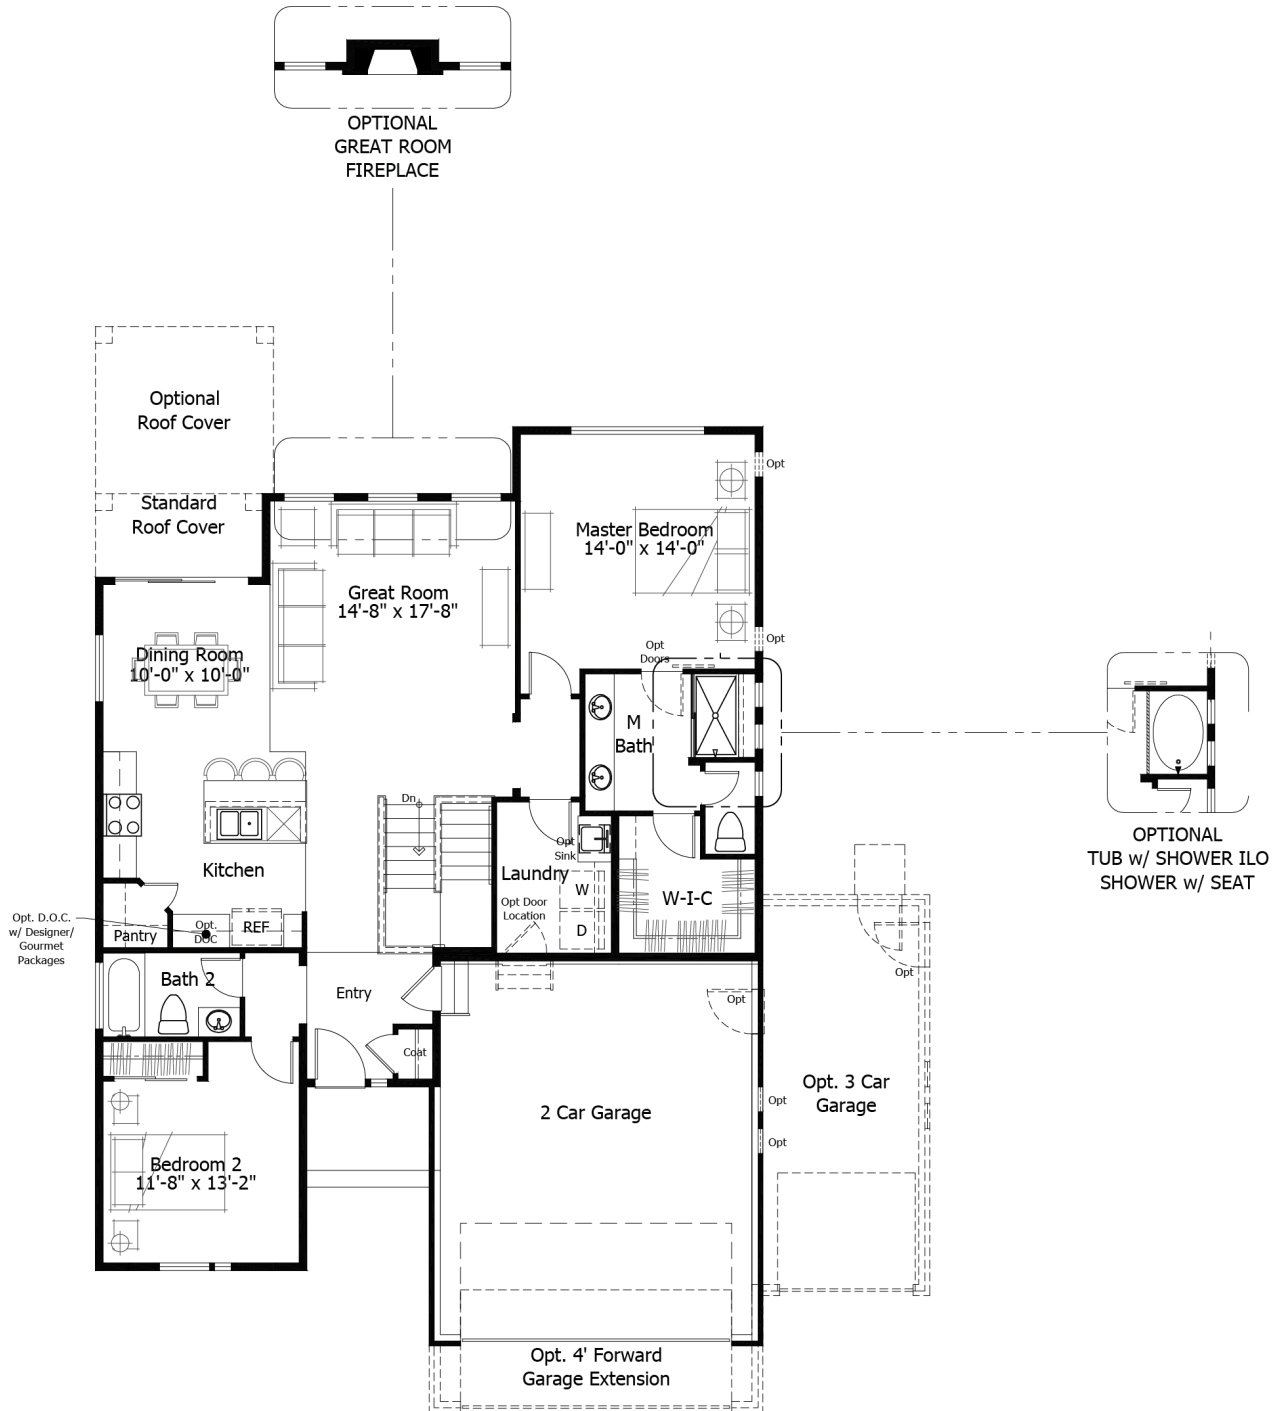 OPTIONAL
GREAT ROOM
FIREPLACE
Optional
Roof Cover
Standard
Roof Cover
Opt
Master Bedroom
14'-0" x 14'-0"
Great Room
14'-8" x 17'-8"
Opt
Opt
Doors
Dining Room
10'-0" x 10'-0"
M
Bath
Dn
OPTIONAL
TUB w/ SHOWER ILO
SHOWER w/ SEAT
Opt
Sink
Kitchen
Laundry
W
W-I-C
Opt Door
Location
D
Opt. D.O.C.
w/ Designer/
Gourmet
Packages
Pantry
Opt.
DOC
REF
Bath 2
Entry
Opt
Opt
Coat
2 Car Garage
Opt. 3 Car
Garage
Opt
Opt
Bedroom 2
11'-8" x 13'-2"
Opt. 4' Forward
Garage Extension